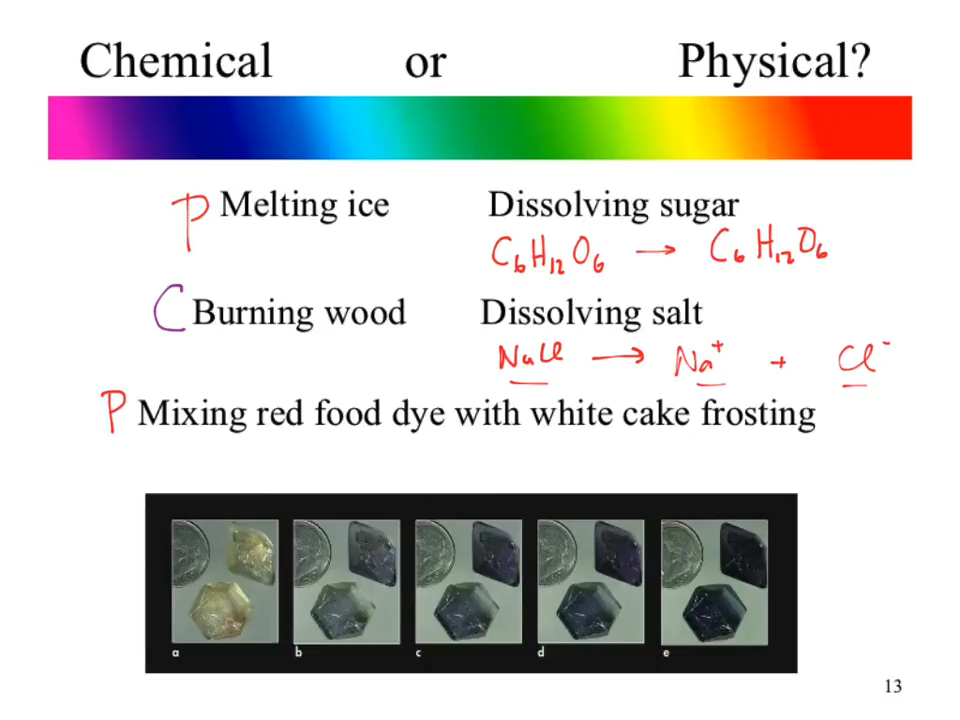 Chemical or Physical?
P Melting ice Dissolving sugar
C₆H₁₂O₆ → C₆H₁₂O₆
C Burning wood Dissolving salt
NaCl → Na⁺ + Cl⁻
P Mixing red food dye with white cake frosting
a b c d e
13